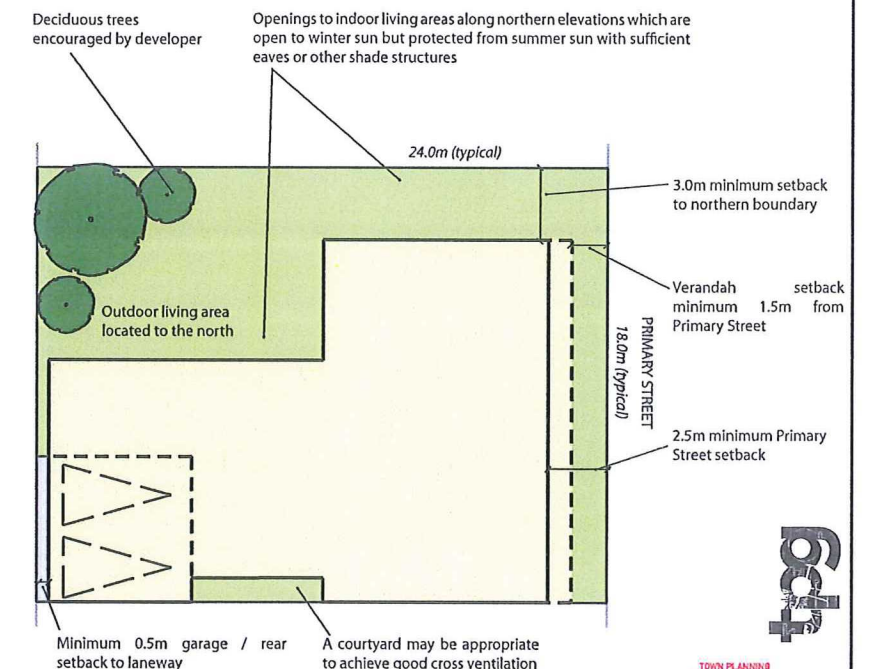 Deciduous trees
encouraged by developer
Openings to indoor living areas along northern elevations which are
open to winter sun but protected from summer sun with sufficient
eaves or other shade structures
24.0m (typical)
3.0m minimum setback
to northern boundary
Outdoor living area
located to the north
Verandah setback
minimum 1.5m from
Primary Street
PRIMARY STREET
18.0m (typical)
2.5m minimum Primary
Street setback
Minimum 0.5m garage / rear
setback to laneway
A courtyard may be appropriate
to achieve good cross ventilation
TOWN PLANNING